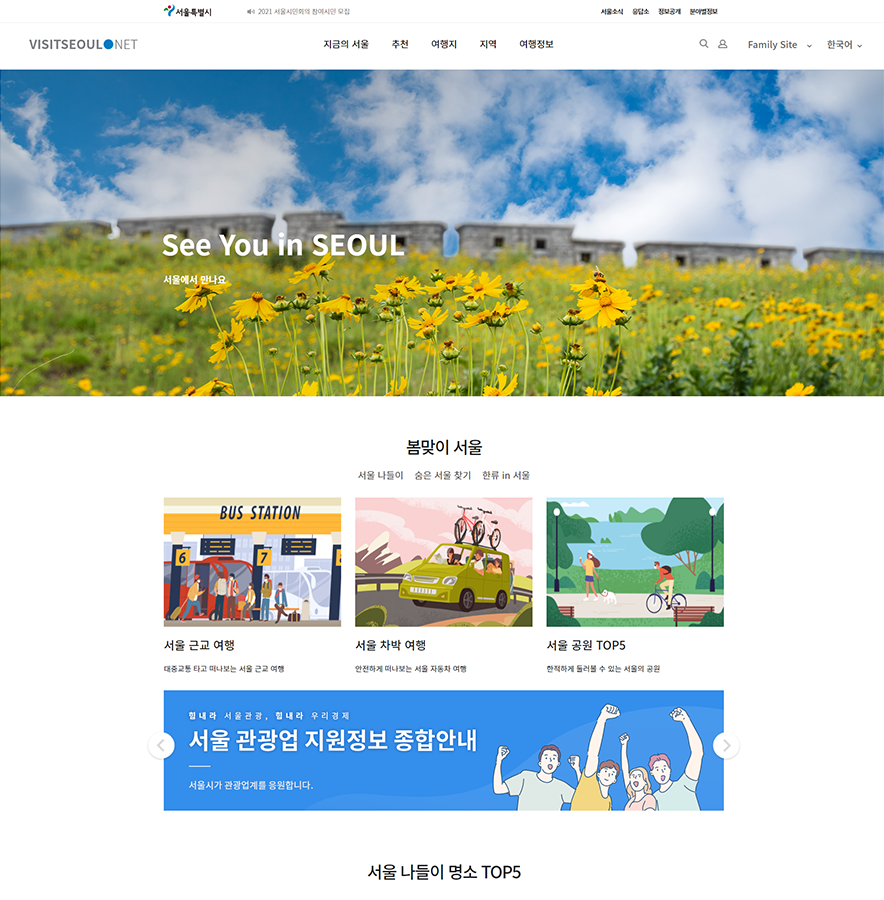 서울특별시
2021 서울시민회의 참여시민 모집
서울소식 응답소 정보공개 분야별정보
VISITSEOUL NET
지금의 서울 추천 여행지 지역 여행정보
Family Site 한국어
See You in SEOUL
서울에서 만나요
봄맞이 서울
서울 나들이 숨은 서울 찾기 한류 in 서울
BUS STATION
6 7
서울 근교 여행
대중교통 타고 떠나보는 서울 근교 여행
서울 차박 여행
안전하게 떠나보는 서울 자동차 여행
서울 공원 TOP5
한적하게 둘러볼 수 있는 서울의 공원
힘내라 서울관광, 힘내라 우리경제
서울 관광업 지원정보 종합안내
서울시가 관광업계를 응원합니다.
서울 나들이 명소 TOP5